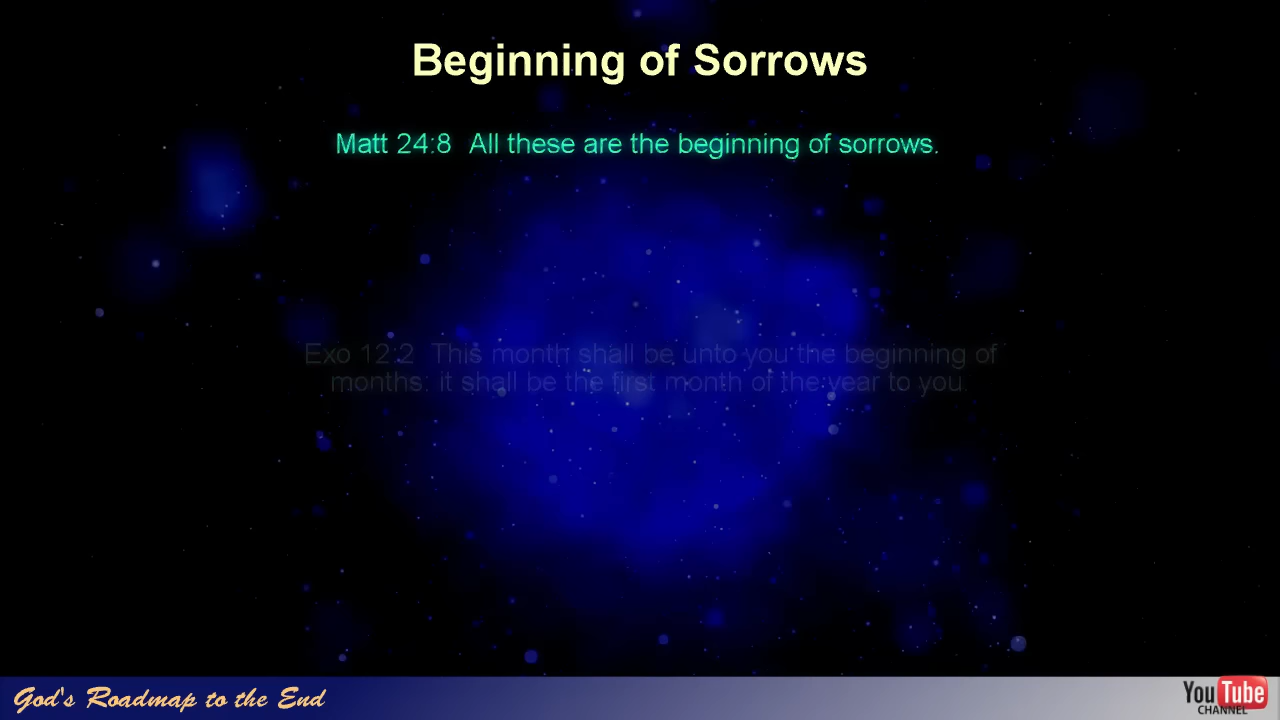 Beginning of Sorrows
Matt 24:8 All these are the beginning of sorrows.
Exo 12:2 This month shall be unto you the beginning of
months: it shall be the first month of the year to you.
God's Roadmap to the End
YouTube
CHANNEL